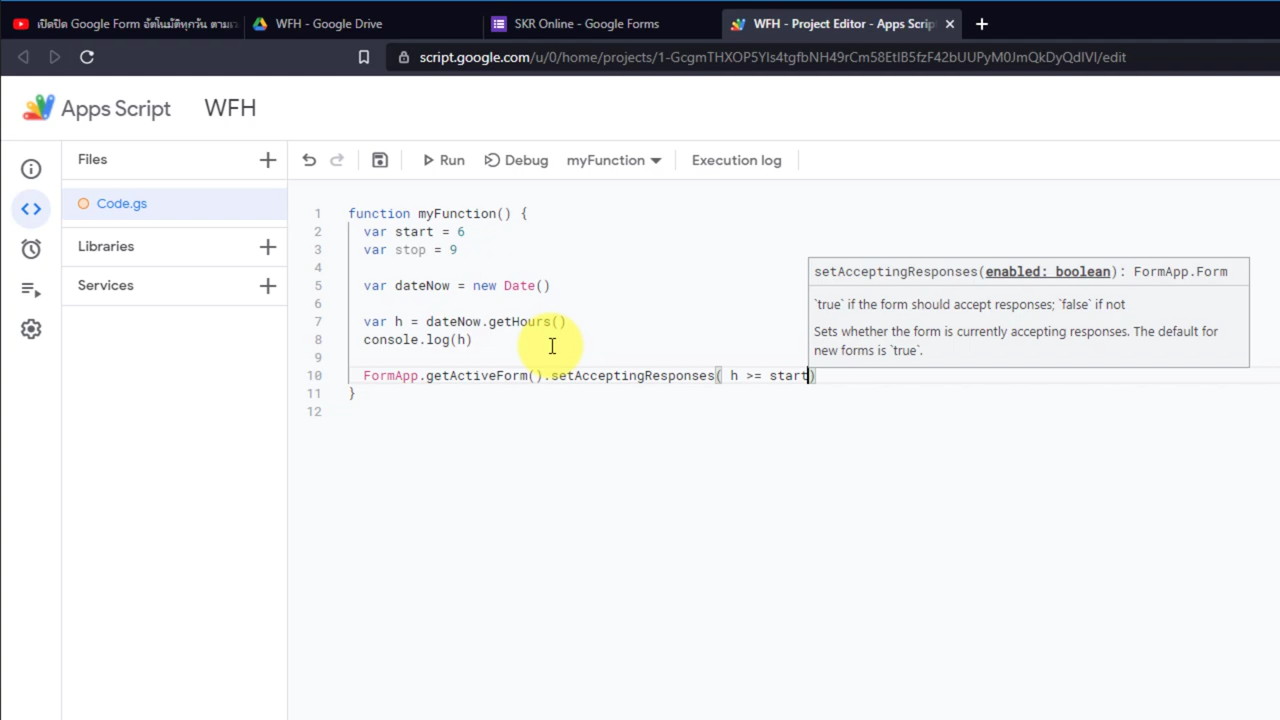 เปิดปิด Google Form อัตโนมัติทุกวัน ตามเว
WFH - Google Drive
SKR Online - Google Forms
WFH - Project Editor - Apps Scrip
script.google.com/u/0/home/projects/1-GcgmTHXOP5YIs4tgfbNH49rCm58EtIB5fzF42bUUPyM0JmQkDyQdIVI/edit
Apps Script
WFH
Files
Run
Debug
myFunction
Execution log
Code.gs
Libraries
Services
1 function myFunction() {
2 var start = 6
3 var stop = 9
4
5 var dateNow = new Date()
6
7 var h = dateNow.getHours()
8 console.log(h)
9
10 FormApp.getActiveForm().setAcceptingResponses( h >= start)
11 }
12
setAcceptingResponses(enabled: boolean): FormApp.Form
`true` if the form should accept responses; `false` if not
Sets whether the form is currently accepting responses. The default for
new forms is `true`.